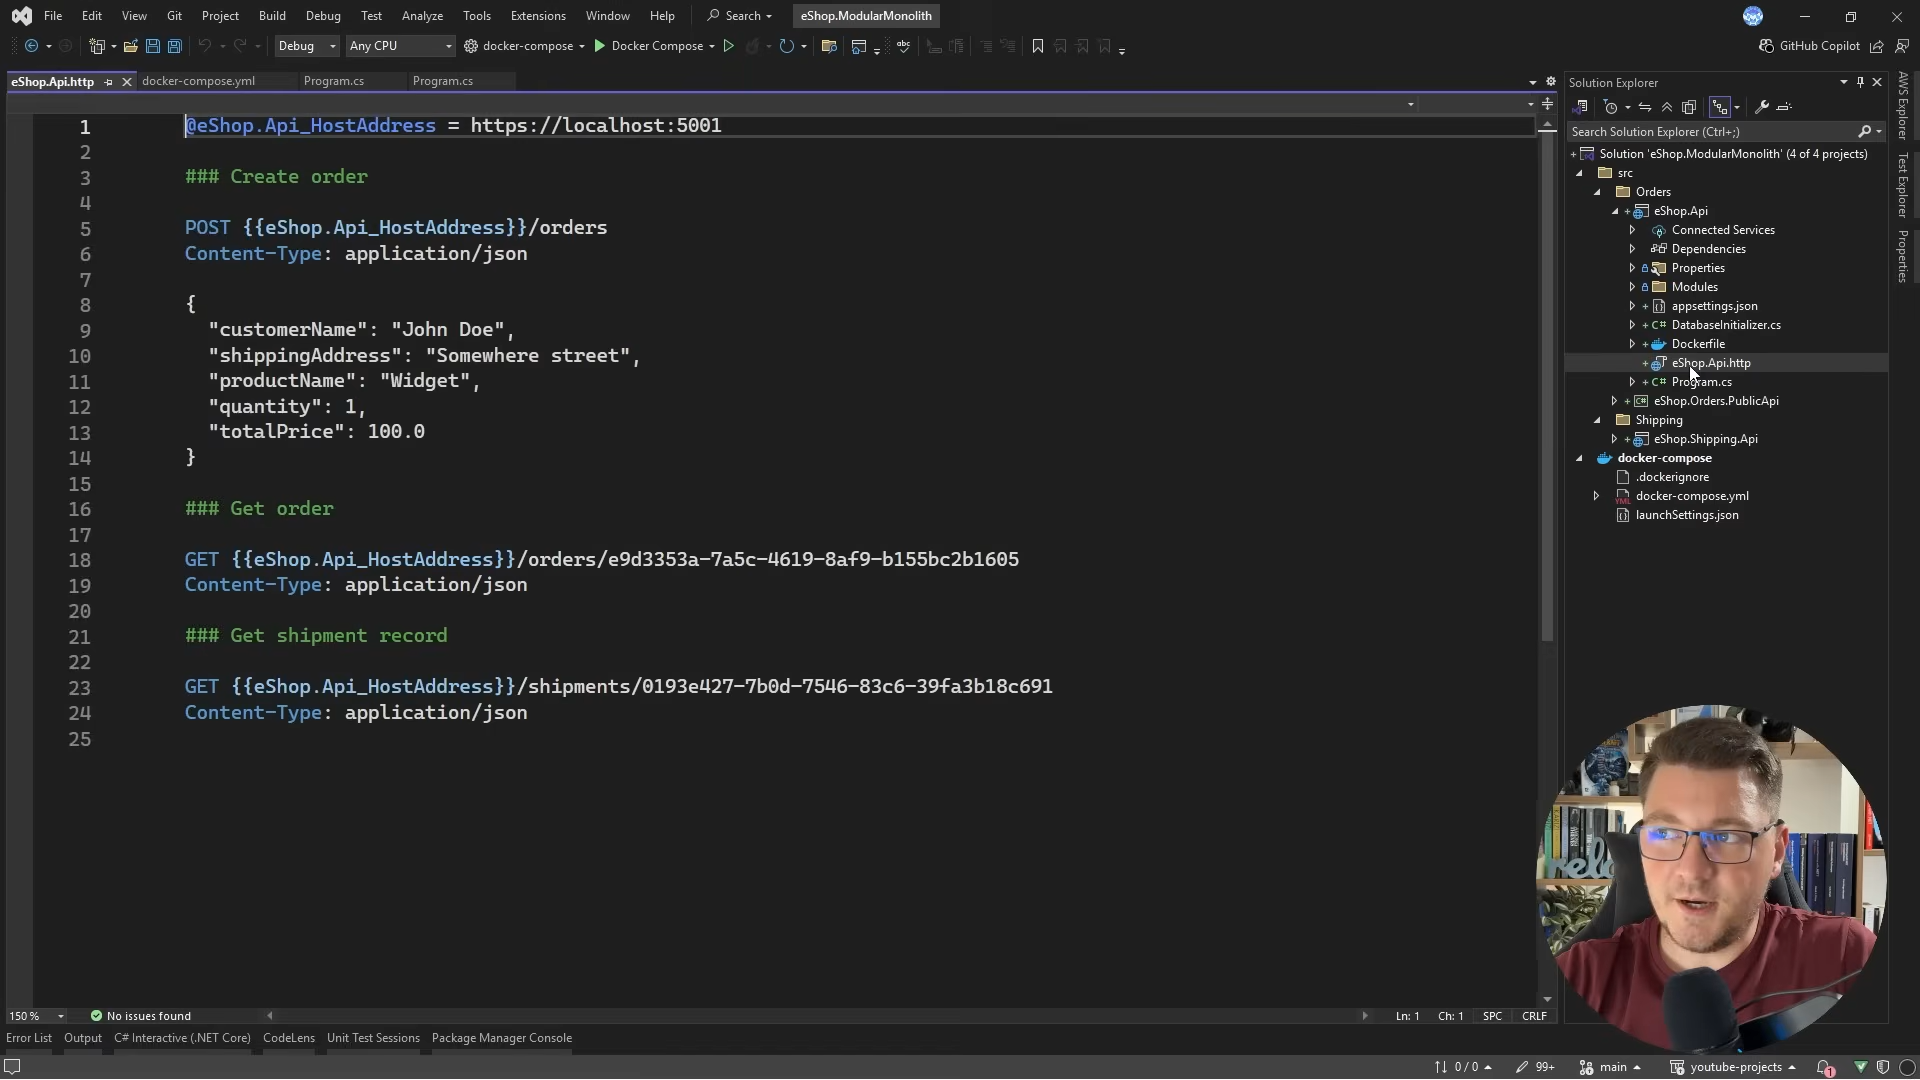 File Edit View Git Project Build Debug Test Analyze Tools Extensions Window Help Search eShop.ModularMonolith
Debug Any CPU docker-compose Docker Compose GitHub Copilot
eShop.Api.http docker-compose.yml Program.cs Program.cs
1 @eShop.Api_HostAddress = https://localhost:5001
2
3 ### Create order
4
5 POST {{eShop.Api_HostAddress}}/orders
6 Content-Type: application/json
7
8 {
9 "customerName": "John Doe",
10 "shippingAddress": "Somewhere street",
11 "productName": "Widget",
12 "quantity": 1,
13 "totalPrice": 100.0
14 }
15
16 ### Get order
17
18 GET {{eShop.Api_HostAddress}}/orders/e9d3353a-7a5c-4619-8af9-b155bc2b1605
19 Content-Type: application/json
20
21 ### Get shipment record
22
23 GET {{eShop.Api_HostAddress}}/shipments/0193e427-7b0d-7546-83c6-39fa3b18c691
24 Content-Type: application/json
25
150 % No issues found Ln: 1 Ch: 1 SPC CRLF
Error List Output C# Interactive (.NET Core) CodeLens Unit Test Sessions Package Manager Console
0 / 0 99+ main youtube-projects 1
Solution Explorer
Search Solution Explorer (Ctrl+;)
Solution 'eShop.ModularMonolith' (4 of 4 projects)
src
Orders
eShop.Api
Connected Services
Dependencies
Properties
Modules
appsettings.json
C# DatabaseInitializer.cs
Dockerfile
eShop.Api.http
C# Program.cs
eShop.Orders.PublicApi
Shipping
eShop.Shipping.Api
docker-compose
.dockerignore
docker-compose.yml
launchSettings.json
AWS Explorer
Test Explorer
Properties